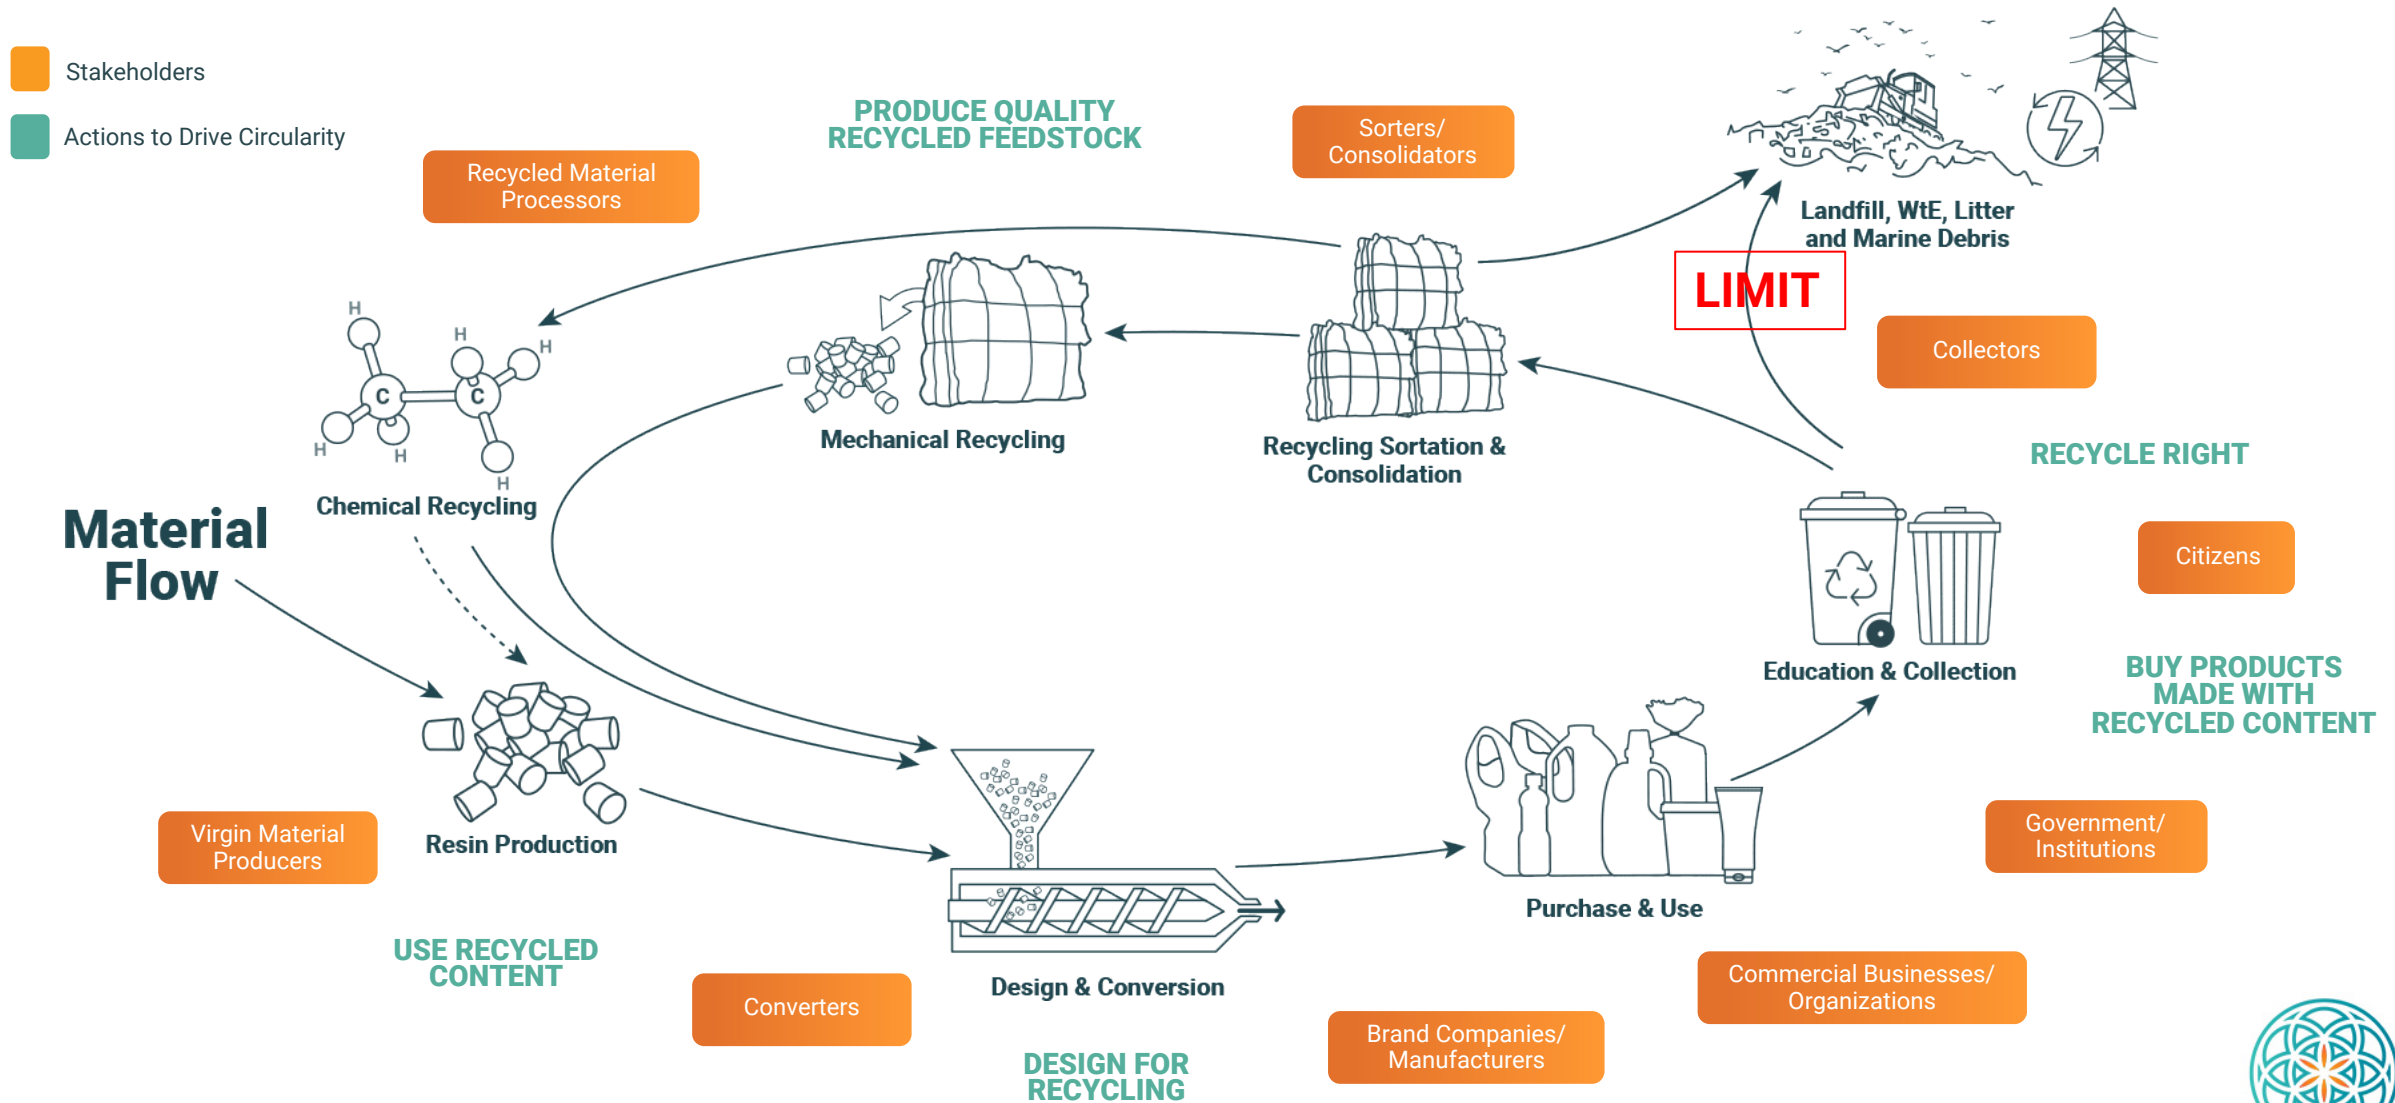 Stakeholders
Actions to Drive Circularity
PRODUCE QUALITY
RECYCLED FEEDSTOCK
Recycled Material
Processors
Sorters/
Consolidators
Landfill, WtE, Litter
and Marine Debris
LIMIT
Collectors
H
H
H
C
C
H
H
H
Chemical Recycling
Mechanical Recycling
Recycling Sortation &
Consolidation
RECYCLE RIGHT
Material
Flow
Citizens
Education & Collection
BUY PRODUCTS
MADE WITH
RECYCLED CONTENT
Virgin Material
Producers
Resin Production
Government/
Institutions
Purchase & Use
USE RECYCLED
CONTENT
Converters
Design & Conversion
Commercial Businesses/
Organizations
Brand Companies/
Manufacturers
DESIGN FOR
RECYCLING